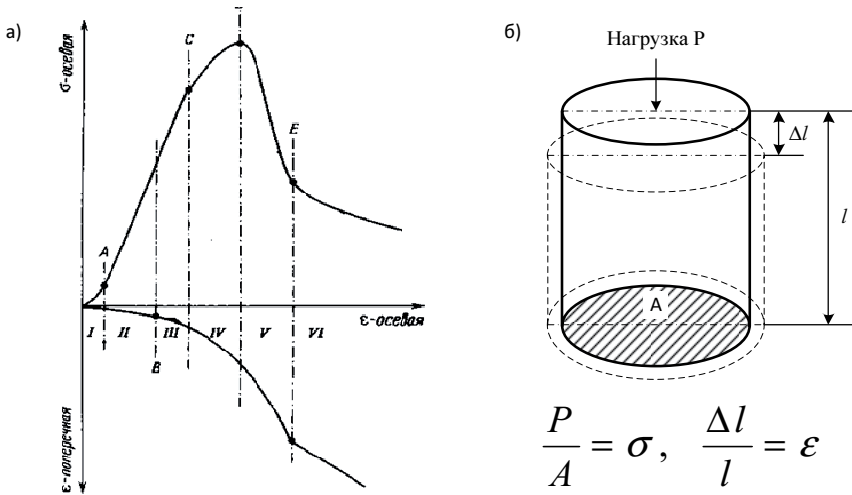 а)
C
E
A
B
σ-осевая
ε-осевая
I II III IV V VI
ε-поперечная
б)
Нагрузка P
Δl
l
A
P/A = σ, Δl/l = ε